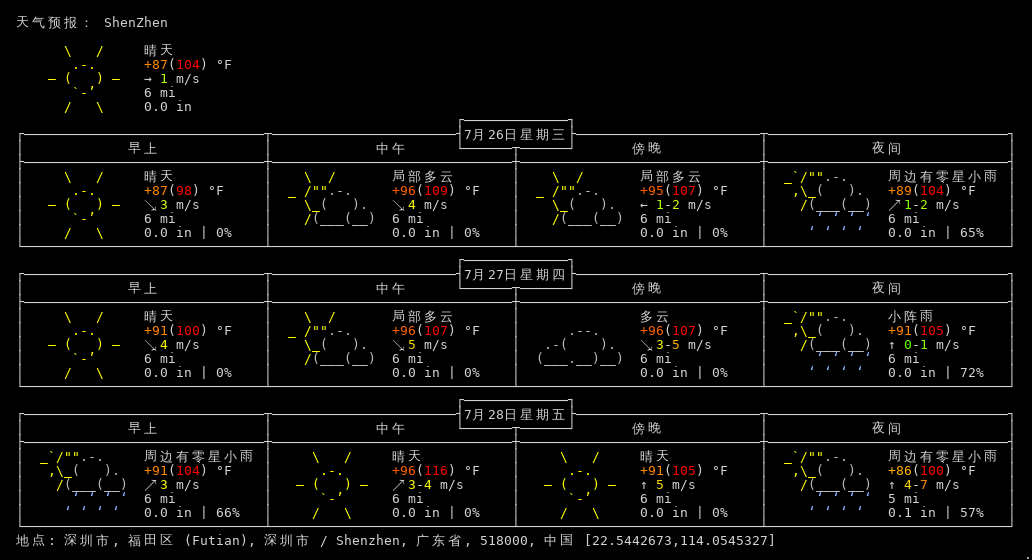 天气预报： ShenZhen
晴天
+87(104) °F
→ 1 m/s
6 mi
0.0 in
7月26日星期三
早上 中午 傍晚 夜间
晴天 局部多云 局部多云 周边有零星小雨
+87(98) °F +96(109) °F +95(107) °F +89(104) °F
↘ 3 m/s ↘ 4 m/s ← 1-2 m/s ↗ 1-2 m/s
6 mi 6 mi 6 mi 6 mi
0.0 in | 0% 0.0 in | 0% 0.0 in | 0% 0.0 in | 65%
7月27日星期四
早上 中午 傍晚 夜间
晴天 局部多云 多云 小阵雨
+91(100) °F +96(107) °F +96(107) °F +91(105) °F
↘ 4 m/s ↘ 5 m/s ↘ 3-5 m/s ↑ 0-1 m/s
6 mi 6 mi 6 mi 6 mi
0.0 in | 0% 0.0 in | 0% 0.0 in | 0% 0.0 in | 72%
7月28日星期五
早上 中午 傍晚 夜间
周边有零星小雨 晴天 晴天 周边有零星小雨
+91(104) °F +96(116) °F +91(105) °F +86(100) °F
↗ 3 m/s ↗ 3-4 m/s ↑ 5 m/s ↑ 4-7 m/s
6 mi 6 mi 6 mi 5 mi
0.0 in | 66% 0.0 in | 0% 0.0 in | 0% 0.1 in | 57%
地点: 深圳市, 福田区 (Futian), 深圳市 / Shenzhen, 广东省, 518000, 中国 [22.5442673,114.0545327]